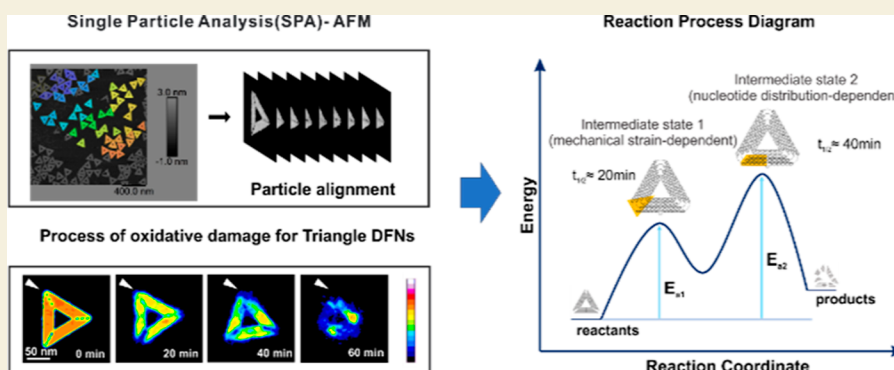 Single Particle Analysis(SPA)- AFM
3.0 nm
-1.0 nm
400.0 nm
Particle alignment
Process of oxidative damage for Triangle DFNs
50 nm
0 min
20 min
40 min
60 min
Reaction Process Diagram
Intermediate state 2
(nucleotide distribution-dependent
Intermediate state 1
(mechanical strain-dependent)
t1/2≈ 40min
t1/2≈ 20min
Energy
Ea1
Ea2
reactants
products
Reaction Coordinate